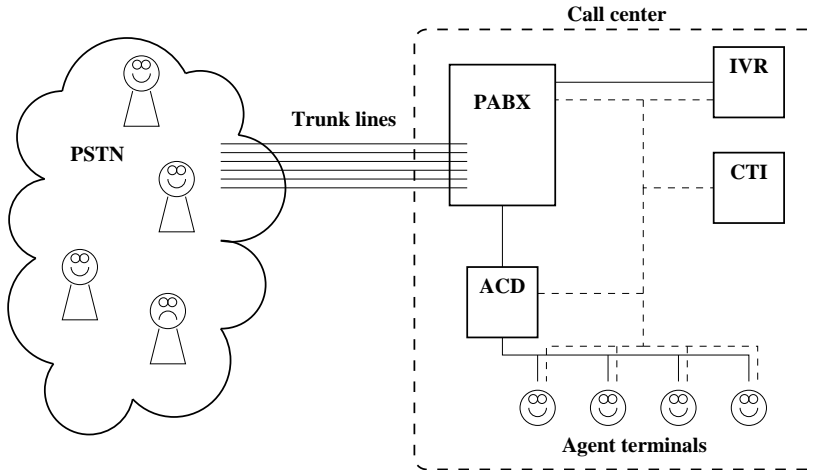 Call center
IVR
PABX
Trunk lines
PSTN
CTI
ACD
Agent terminals